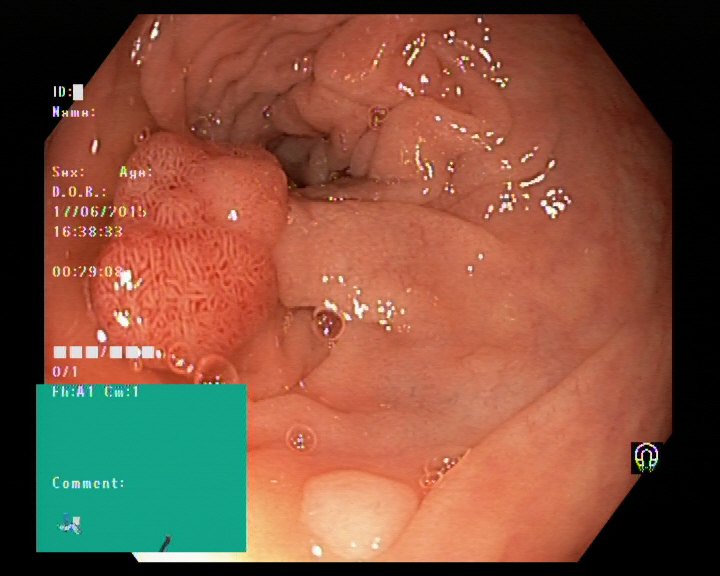 ID:
Name:
Sex: Age:
D.O.B.:
17/06/2015
16:38:33
00:29:08
0/1
Eh:A1 Cm:1
Comment: